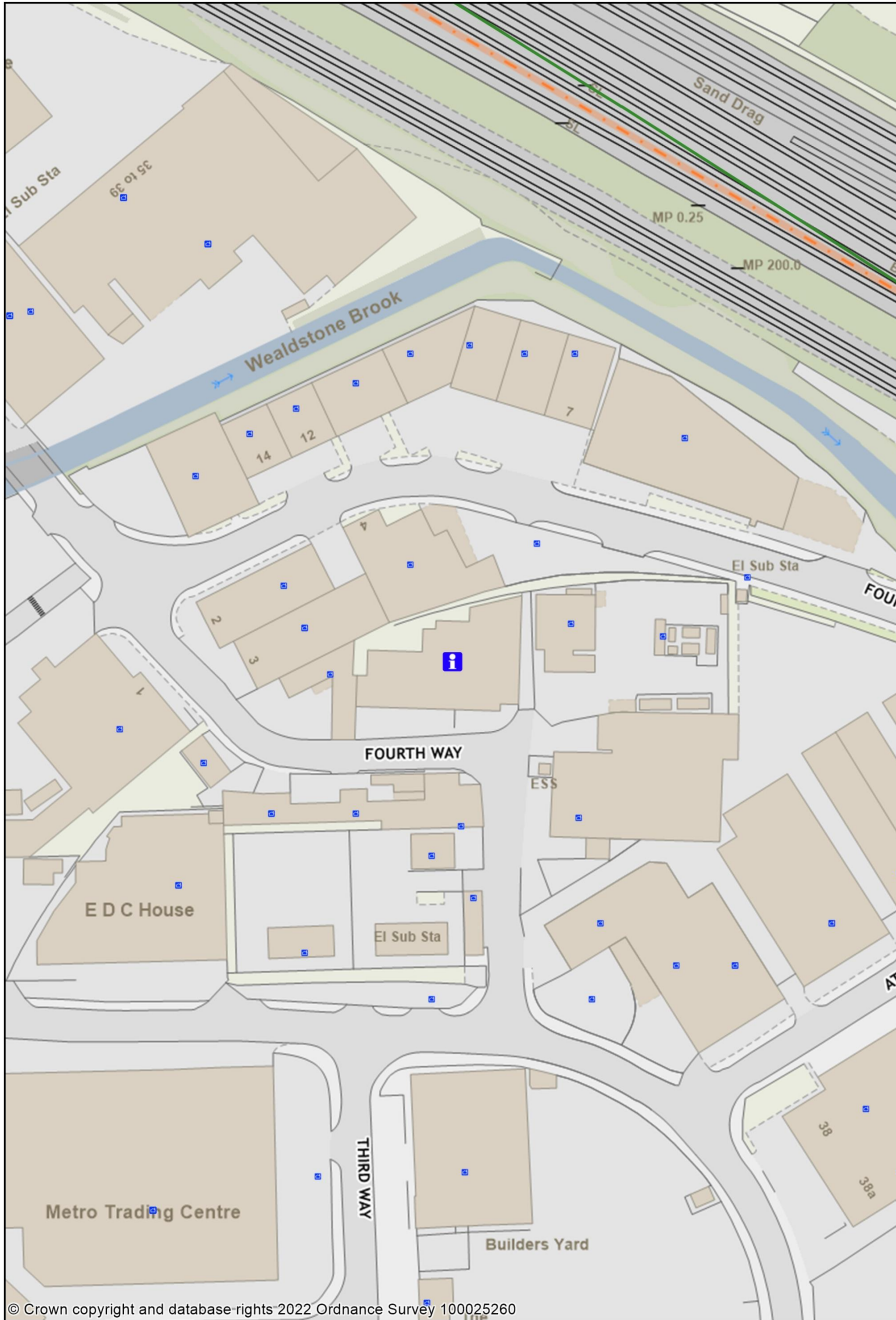 Sand Drag
SL
SL
35 to 39
Sub Sta
MP 0.25
MP 200.0
Wealdstone Brook
7
12
14
4
El Sub Sta
2
3
1
FOURTH WAY
ESS
E D C House
El Sub Sta
38
38a
THIRD WAY
Metro Trading Centre
Builders Yard
© Crown copyright and database rights 2022 Ordnance Survey 100025260